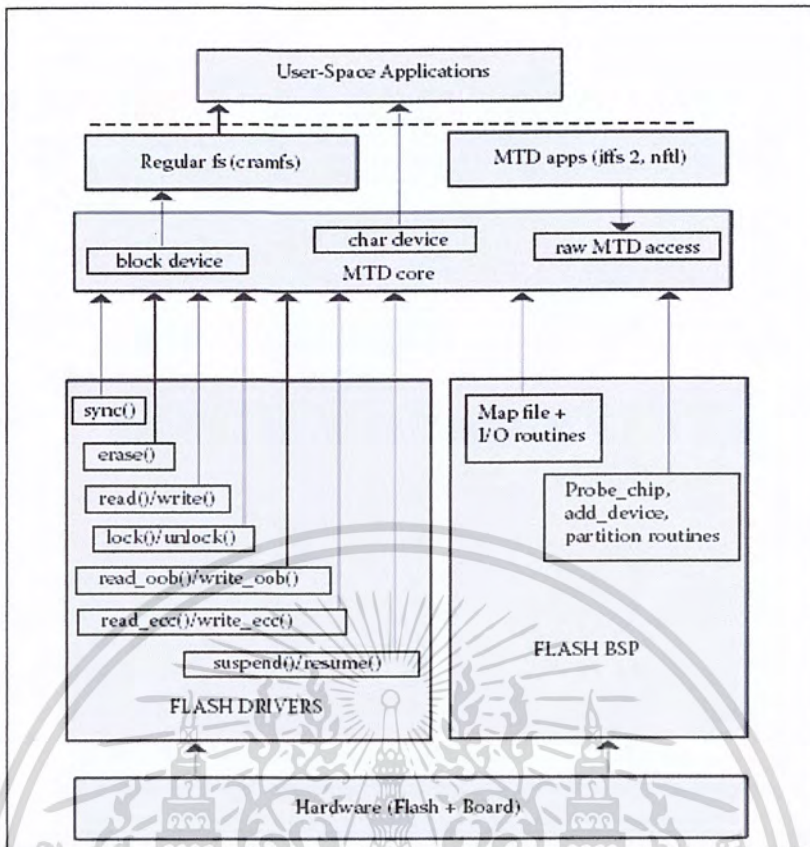 User-Space Applications
Regular fs (cramfs)
MTD apps (jffs 2, nftl)
block device
char device
raw MTD access
MTD core
sync()
erase()
read()/write()
lock()/unlock()
read_oob()/write_oob()
read_ecc()/write_ecc()
suspend()/resume()
FLASH DRIVERS
Map file +
I/O routines
Probe_chip,
add_device,
partition routines
FLASH BSP
Hardware (Flash + Board)